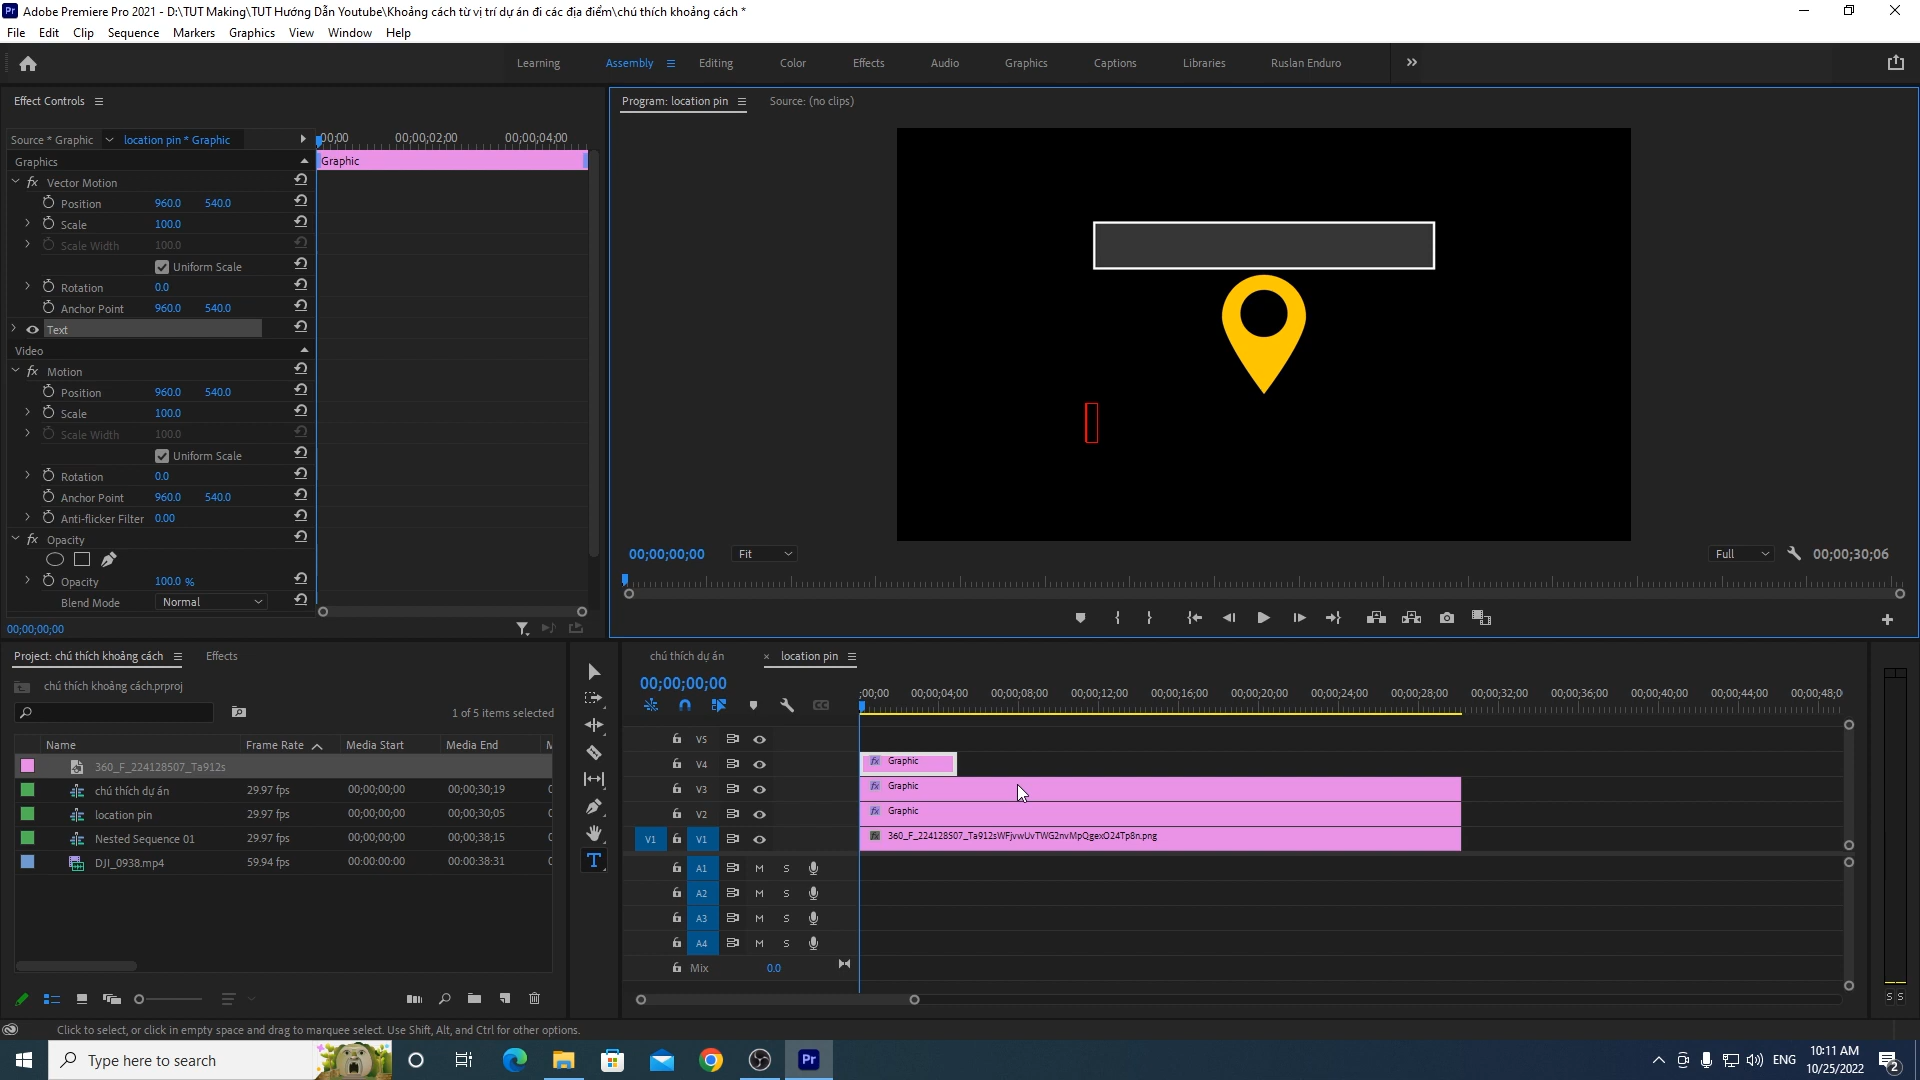 Adobe Premiere Pro 2021 - D:\TUT Making\TUT Hướng Dẫn Youtube\Khoảng cách từ vị trí dự án đi các địa điểm\chú thích khoảng cách *
File Edit Clip Sequence Markers Graphics View Window Help
Learning Assembly Editing Color Effects Audio Graphics Captions Libraries Ruslan Enduro
Effect Controls
Program: location pin Source: (no clips)
Source * Graphic location pin * Graphic ;00;00 00;00;02;00 00;00;04;00
Graphics Graphic
fx Vector Motion
Position 960.0 540.0
Scale 100.0
Scale Width 100.0
Uniform Scale
Rotation 0.0
Anchor Point 960.0 540.0
Text
Video
fx Motion
Position 960.0 540.0
Scale 100.0
Scale Width 100.0
Uniform Scale
Rotation 0.0
Anchor Point 960.0 540.0
Anti-flicker Filter 0.00
fx Opacity
Opacity 100.0 %
Blend Mode Normal
00;00;00;00
00;00;00;00 Fit Full 00;00;30;06
Project: chú thích khoảng cách Effects
chú thích khoảng cách.prproj
1 of 5 items selected
Name Frame Rate Media Start Media End
360_F_224128507_Ta912s
chú thích dự án 29.97 fps 00;00;00;00 00;00;30;19
location pin 29.97 fps 00;00;00;00 00;00;30;05
Nested Sequence 01 29.97 fps 00;00;00;00 00;00;38;15
DJI_0938.mp4 59.94 fps 00:00:00:00 00:00:38:31
chú thích dự án × location pin
00;00;00;00
;00;00 00;00;04;00 00;00;08;00 00;00;12;00 00;00;16;00 00;00;20;00 00;00;24;00 00;00;28;00 00;00;32;00 00;00;36;00 00;00;40;00 00;00;44;00 00;00;48;0
V5
V4 fx Graphic
V3 fx Graphic
V2 fx Graphic
V1 V1 fx 360_F_224128507_Ta912sWFjvwUvTWG2nvMpQgexO24Tp8n.png
A1 M S
A2 M S
A3 M S
A4 M S
Mix 0.0
S S
Click to select, or click in empty space and drag to marquee select. Use Shift, Alt, and Ctrl for other options.
Type here to search
Pr
ENG
10:11 AM
10/25/2022
2